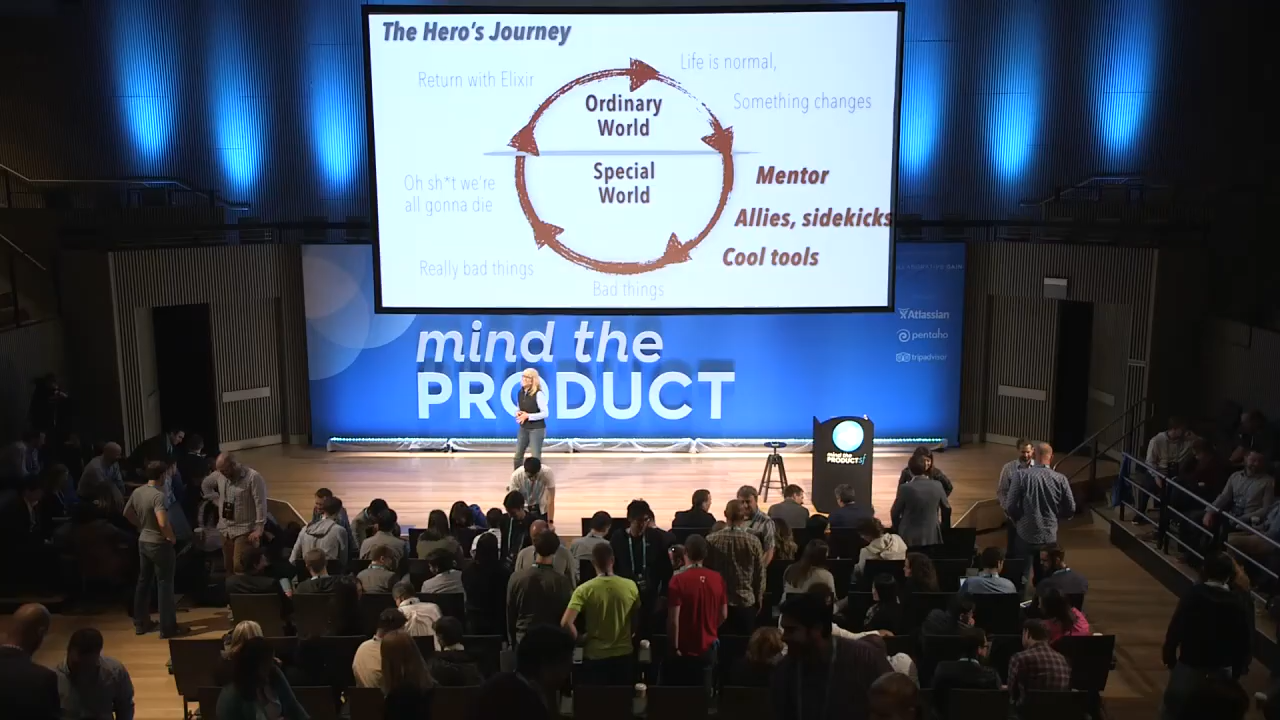 The Hero's Journey
Return with Elixir
Life is normal,
Something changes
Ordinary
World
Special
World
Mentor
Allies, sidekicks
Cool tools
Oh sh*t we're
all gonna die
Really bad things
Bad things
Atlassian
pentaho
tripadvisor
mind the
PRODUCT
mind the
PRODUCTsf